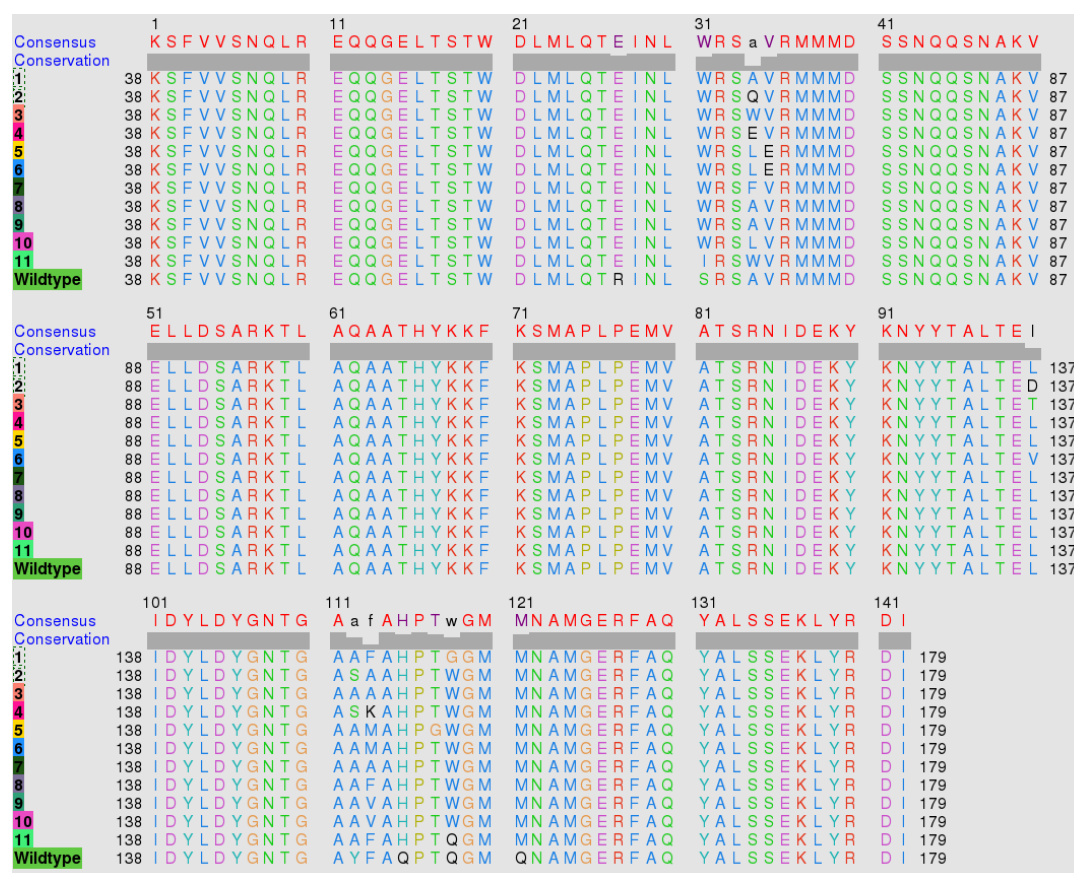 1 11 21 31 41
Consensus KSFVVSNQLR EQQGELTSTW DLMLQTEINL WRSaVRMMMD SSNQQSNAKV
Conservation
1 38 KSFVVSNQLR EQQGELTSTW DLMLQTEINL WRSAVRMMMD SSNQQSNAKV 87
2 38 KSFVVSNQLR EQQGELTSTW DLMLQTEINL WRSQVRMMMD SSNQQSNAKV 87
3 38 KSFVVSNQLR EQQGELTSTW DLMLQTEINL WRSWVRMMMD SSNQQSNAKV 87
4 38 KSFVVSNQLR EQQGELTSTW DLMLQTEINL WRSEVRMMMD SSNQQSNAKV 87
5 38 KSFVVSNQLR EQQGELTSTW DLMLQTEINL WRSLERMMMD SSNQQSNAKV 87
6 38 KSFVVSNQLR EQQGELTSTW DLMLQTEINL WRSLERMMMD SSNQQSNAKV 87
7 38 KSFVVSNQLR EQQGELTSTW DLMLQTEINL WRSFVRMMMD SSNQQSNAKV 87
8 38 KSFVVSNQLR EQQGELTSTW DLMLQTEINL WRSAVRMMMD SSNQQSNAKV 87
9 38 KSFVVSNQLR EQQGELTSTW DLMLQTEINL WRSAVRMMMD SSNQQSNAKV 87
10 38 KSFVVSNQLR EQQGELTSTW DLMLQTEINL WRSLVRMMMD SSNQQSNAKV 87
11 38 KSFVVSNQLR EQQGELTSTW DLMLQTEINL IRSWVRMMMD SSNQQSNAKV 87
Wildtype 38 KSFVVSNQLR EQQGELTSTW DLMLQTRINL SRSAVRMMMD SSNQQSNAKV 87
51 61 71 81 91
Consensus ELLDSARKTL AQAATHYKKF KSMAPLPEMV ATSRNIDEKY KNYYTALTEl
Conservation
1 88 ELLDSARKTL AQAATHYKKF KSMAPLPEMV ATSRNIDEKY KNYYTALTEL 137
2 88 ELLDSARKTL AQAATHYKKF KSMAPLPEMV ATSRNIDEKY KNYYTALTED 137
3 88 ELLDSARKTL AQAATHYKKF KSMAPLPEMV ATSRNIDEKY KNYYTALTET 137
4 88 ELLDSARKTL AQAATHYKKF KSMAPLPEMV ATSRNIDEKY KNYYTALTEL 137
5 88 ELLDSARKTL AQAATHYKKF KSMAPLPEMV ATSRNIDEKY KNYYTALTEL 137
6 88 ELLDSARKTL AQAATHYKKF KSMAPLPEMV ATSRNIDEKY KNYYTALTEV 137
7 88 ELLDSARKTL AQAATHYKKF KSMAPLPEMV ATSRNIDEKY KNYYTALTEL 137
8 88 ELLDSARKTL AQAATHYKKF KSMAPLPEMV ATSRNIDEKY KNYYTALTEL 137
9 88 ELLDSARKTL AQAATHYKKF KSMAPLPEMV ATSRNIDEKY KNYYTALTEL 137
10 88 ELLDSARKTL AQAATHYKKF KSMAPLPEMV ATSRNIDEKY KNYYTALTEL 137
11 88 ELLDSARKTL AQAATHYKKF KSMAPLPEMV ATSRNIDEKY KNYYTALTEL 137
Wildtype 88 ELLDSARKTL AQAATHYKKF KSMAPLPEMV ATSRNIDEKY KNYYTALTEL 137
101 111 121 131 141
Consensus IDYLDYGNTG AafAHPTwGM MNAMGERFAQ YALSSEKLYR DI
Conservation
1 138 IDYLDYGNTG AAFAHPTGGM MNAMGERFAQ YALSSEKLYR DI 179
2 138 IDYLDYGNTG ASAAHPTWGM MNAMGERFAQ YALSSEKLYR DI 179
3 138 IDYLDYGNTG AAAAHPTWGM MNAMGERFAQ YALSSEKLYR DI 179
4 138 IDYLDYGNTG ASKAHPTWGM MNAMGERFAQ YALSSEKLYR DI 179
5 138 IDYLDYGNTG AAMAHPGWGM MNAMGERFAQ YALSSEKLYR DI 179
6 138 IDYLDYGNTG AAMAHPTWGM MNAMGERFAQ YALSSEKLYR DI 179
7 138 IDYLDYGNTG AAAAHPTWGM MNAMGERFAQ YALSSEKLYR DI 179
8 138 IDYLDYGNTG AAFAHPTWGM MNAMGERFAQ YALSSEKLYR DI 179
9 138 IDYLDYGNTG AAVAHPTWGM MNAMGERFAQ YALSSEKLYR DI 179
10 138 IDYLDYGNTG AAVAHPTWGM MNAMGERFAQ YALSSEKLYR DI 179
11 138 IDYLDYGNTG AAFAHPTQGM MNAMGERFAQ YALSSEKLYR DI 179
Wildtype 138 IDYLDYGNTG AYFAQPTQGM QNAMGERFAQ YALSSEKLYR DI 179